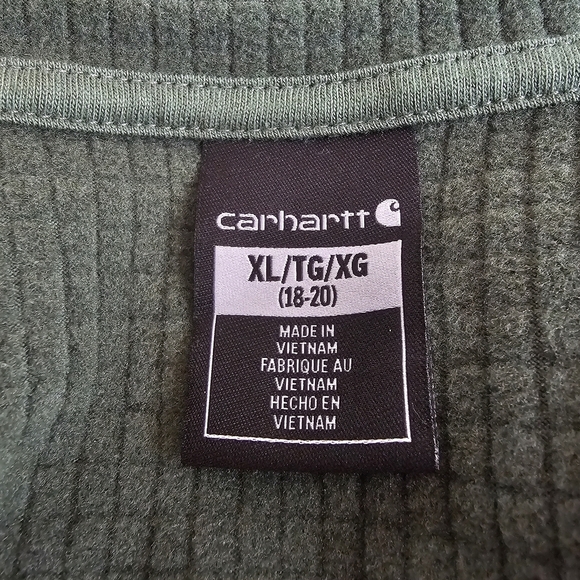 carhartt
XL/TG/XG
(18-20)
MADE IN
VIETNAM
FABRIQUE AU
VIETNAM
HECHO EN
VIETNAM